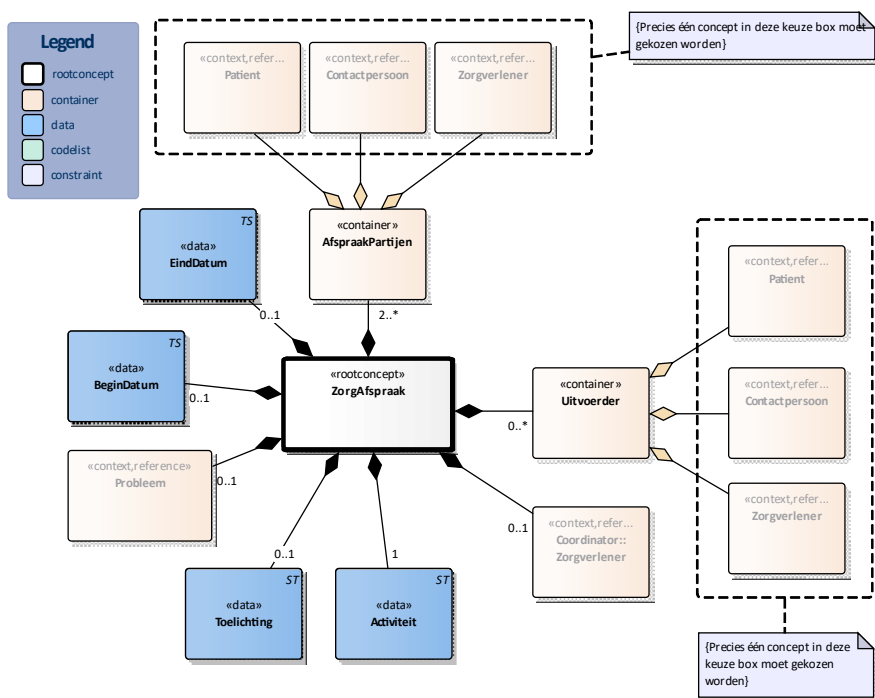 Legend
rootconcept
container
data
codelist
constraint
{Precies één concept in deze keuze box moet
gekozen worden}
«context,refer...
Patient
«context,refer...
Contactpersoon
«context,refer...
Zorgverlener
TS
«data»
EindDatum
0..1
«container»
AfspraakPartijen
2..*
TS
«data»
BeginDatum
0..1
«rootconcept»
ZorgAfspraak
«container»
Uitvoerder
0..*
«context,refer...
Patient
«context,refer...
Contactpersoon
«context,refer...
Zorgverlener
«context,reference»
Probleem
0..1
0..1
«context,refer...
Coordinator::
Zorgverlener
0..1
ST
«data»
Toelichting
1
ST
«data»
Activiteit
{Precies één concept in deze
keuze box moet gekozen
worden}